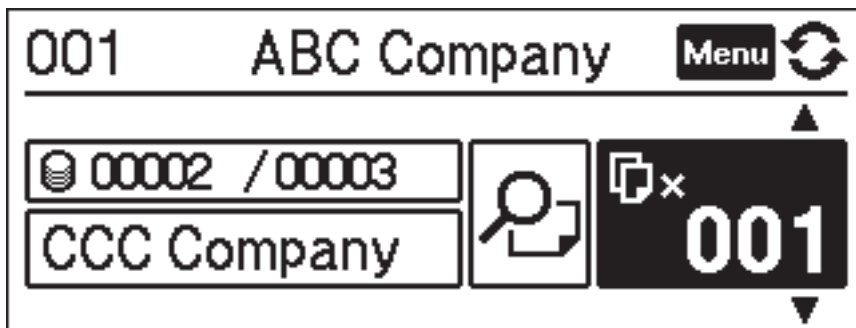 001 ABC Company Menu
00002 /00003
CCC Company
× 001